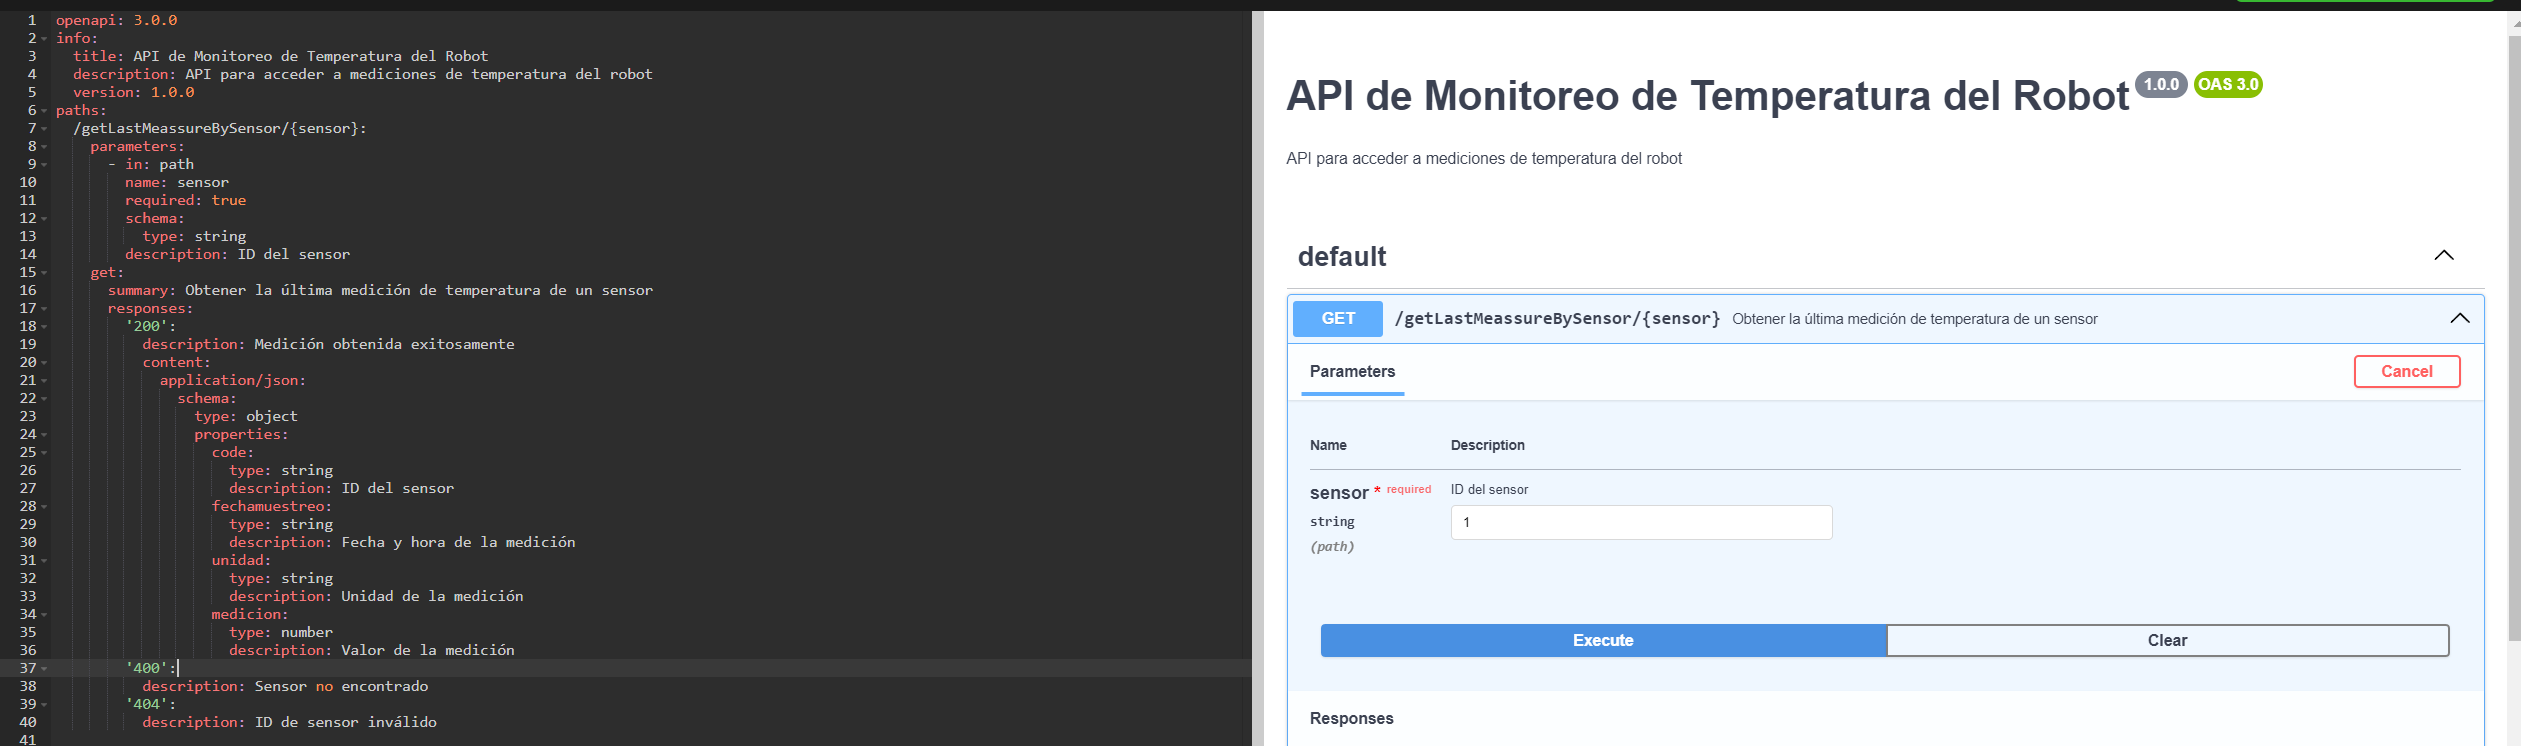 1 openapi: 3.0.0
2 info:
3 title: API de Monitoreo de Temperatura del Robot
4 description: API para acceder a mediciones de temperatura del robot
5 version: 1.0.0
6 paths:
7 /getLastMeassureBySensor/{sensor}:
8 parameters:
9 - in: path
10 name: sensor
11 required: true
12 schema:
13 type: string
14 description: ID del sensor
15 get:
16 summary: Obtener la última medición de temperatura de un sensor
17 responses:
18 '200':
19 description: Medición obtenida exitosamente
20 content:
21 application/json:
22 schema:
23 type: object
24 properties:
25 code:
26 type: string
27 description: ID del sensor
28 fechamuestreo:
29 type: string
30 description: Fecha y hora de la medición
31 unidad:
32 type: string
33 description: Unidad de la medición
34 medicion:
35 type: number
36 description: Valor de la medición
37 '400':
38 description: Sensor no encontrado
39 '404':
40 description: ID de sensor inválido
41
API de Monitoreo de Temperatura del Robot 1.0.0 OAS 3.0
API para acceder a mediciones de temperatura del robot
default
GET /getLastMeassureBySensor/{sensor} Obtener la última medición de temperatura de un sensor
Parameters Cancel
Name Description
sensor * required ID del sensor
string 1
(path)
Execute Clear
Responses